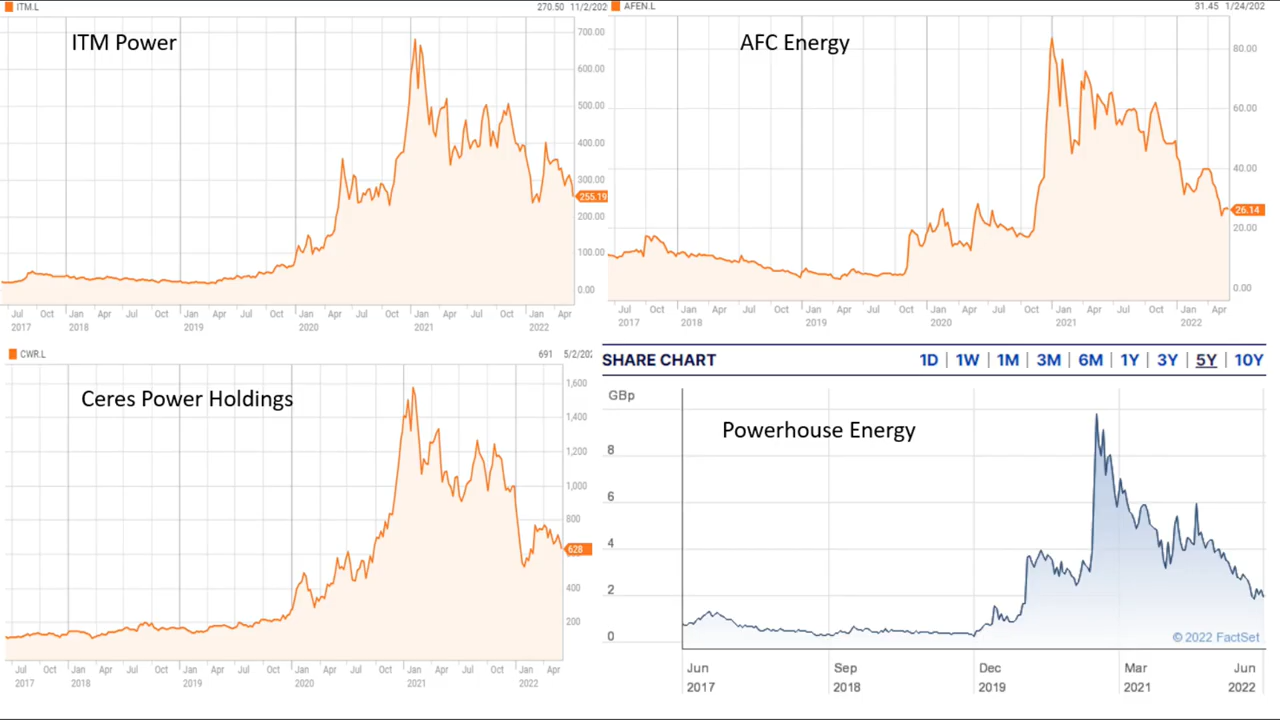 ITM.L
270.50 11/2/202
ITM Power
700.00
600.00
500.00
400.00
300.00
255.19
200.00
100.00
0.00
Jul Oct Jan Apr Jul Oct Jan Apr Jul Oct Jan Apr Jul Oct Jan Apr Jul Oct Jan Apr
2017 2018 2019 2020 2021 2022
AFEN.L
31.45 1/24/202
AFC Energy
80.00
60.00
40.00
26.14
20.00
0.00
Jul Oct Jan Apr Jul Oct Jan Apr Jul Oct Jan Apr Jul Oct Jan Apr Jul Oct Jan Apr
2017 2018 2019 2020 2021 2022
CWR.L
691 5/2/202
Ceres Power Holdings
1,600
1,400
1,200
1,000
800
628
400
200
Jul Oct Jan Apr Jul Oct Jan Apr Jul Oct Jan Apr Jul Oct Jan Apr Jul Oct Jan Apr
2017 2018 2019 2020 2021 2022
SHARE CHART
1D | 1W | 1M | 3M | 6M | 1Y | 3Y | 5Y | 10Y
GBp
Powerhouse Energy
8
6
4
2
0
© 2022 FactSet
Jun Sep Dec Mar Jun
2017 2018 2019 2021 2022